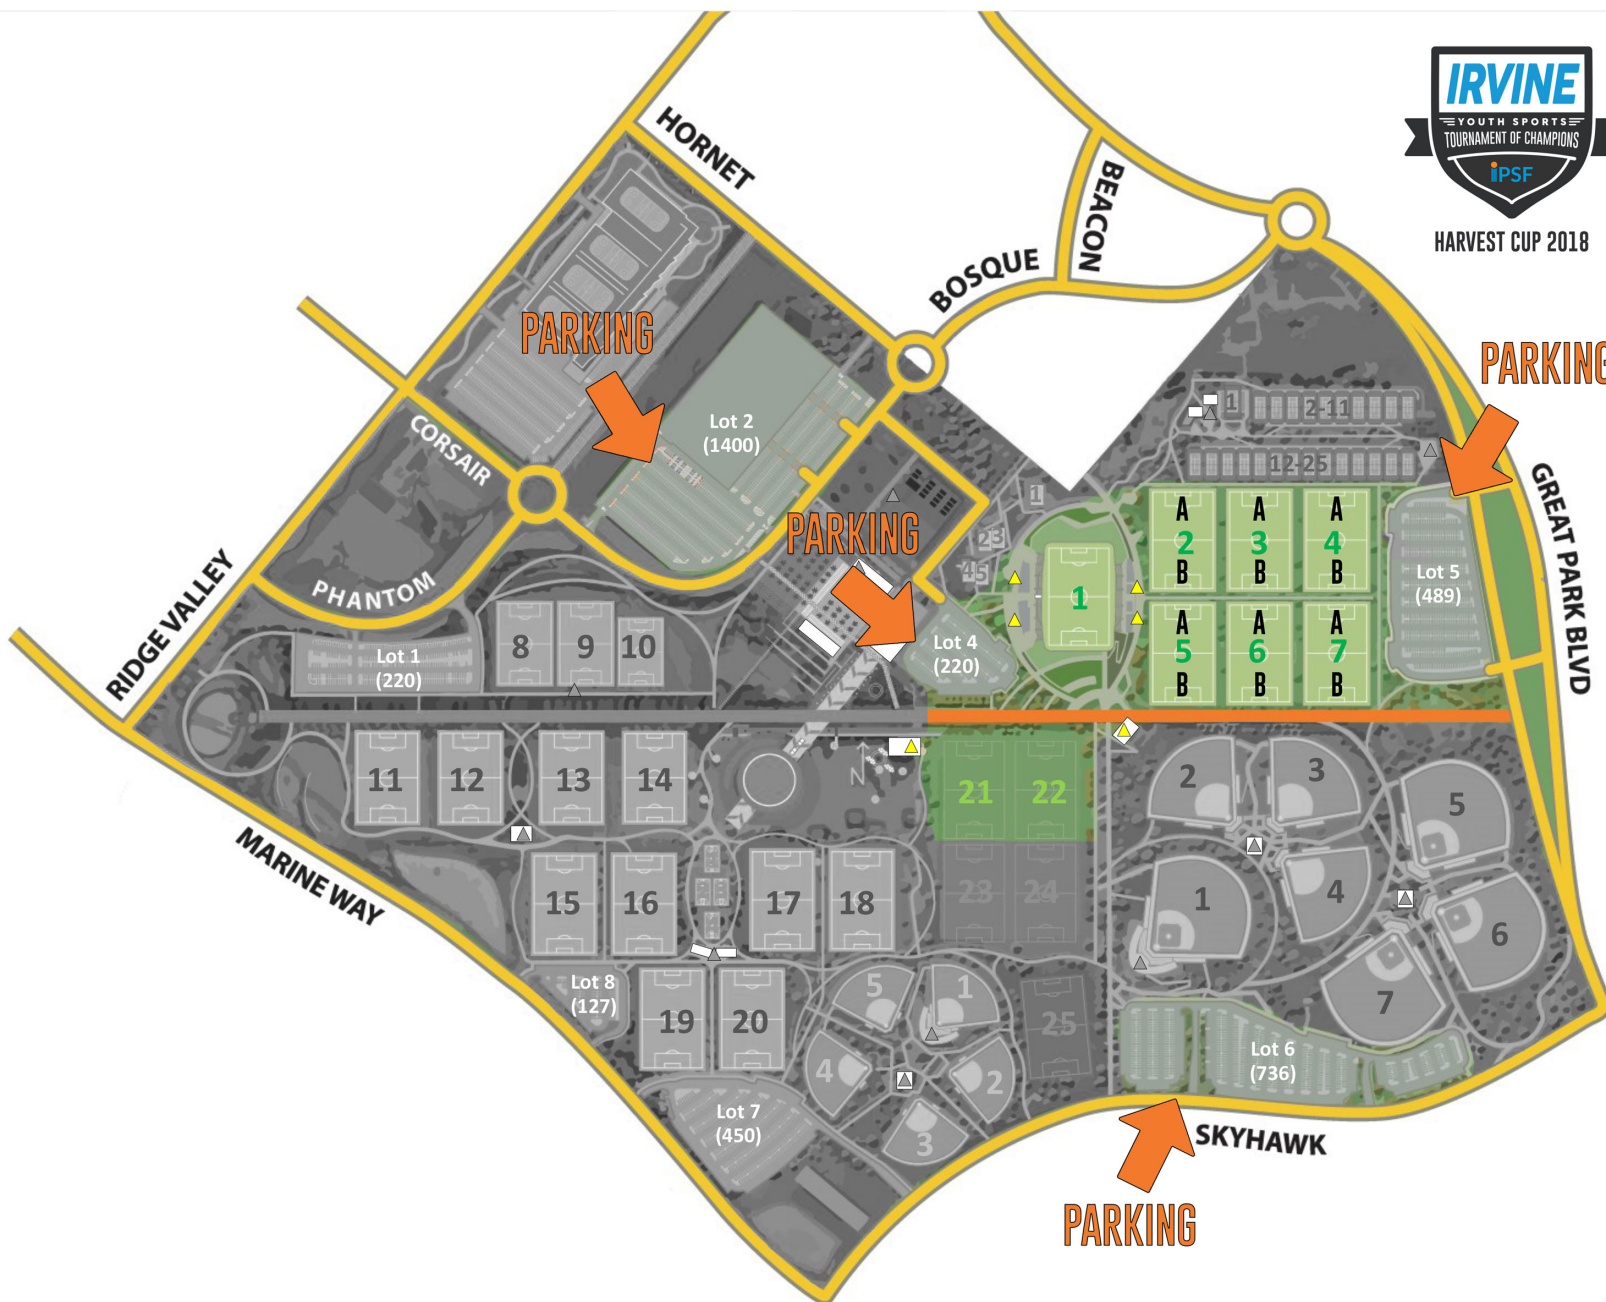 IRVINE
YOUTH SPORTS
TOURNAMENT OF CHAMPIONS
iPSF
HARVEST CUP 2018
HORNET
BEACON
BOSQUE
PARKING
PARKING
CORSAIR
Lot 2
(1400)
1
2-11
12-25
GREAT PARK BLVD
PARKING
1
23
45
A
2
B
A
3
B
A
4
B
Lot 5
(489)
1
A
5
B
A
6
B
A
7
B
PHANTOM
RIDGE VALLEY
8
9
10
Lot 1
(220)
Lot 4
(220)
11
12
13
14
N
21
22
2
3
5
MARINE WAY
15
16
17
18
23
24
1
4
6
Lot 8
(127)
19
20
5
1
25
7
4
2
3
Lot 6
(736)
Lot 7
(450)
SKYHAWK
PARKING